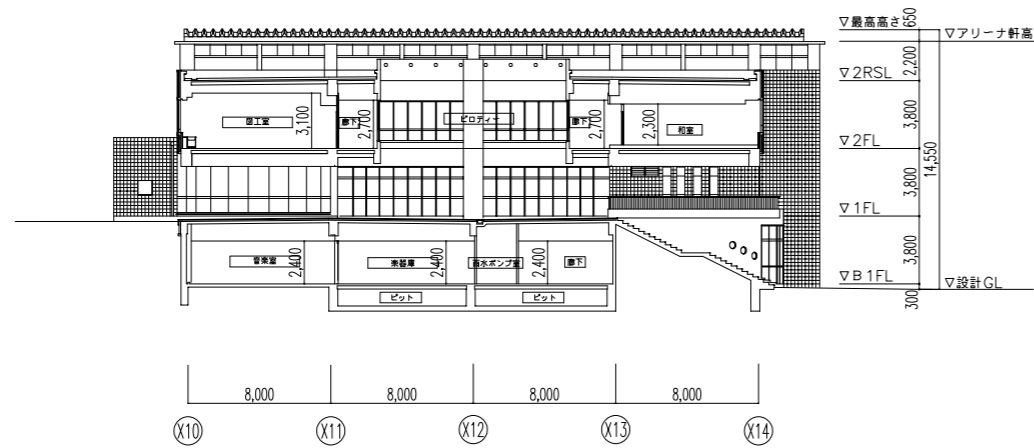 ▽最高高さ
650
▽アリーナ軒高
2,200
▽2RSL
3,800
図工室
3,100
廊下
2,700
ピロティー
廊下
2,700
2,300
和室
▽2FL
14,550
3,800
▽1FL
3,800
音楽室
2,400
楽器庫
2,400
雨水ポンプ室
2,400
廊下
▽B1FL
▽設計GL
300
ピット
ピット
8,000
8,000
8,000
8,000
X10
X11
X12
X13
X14